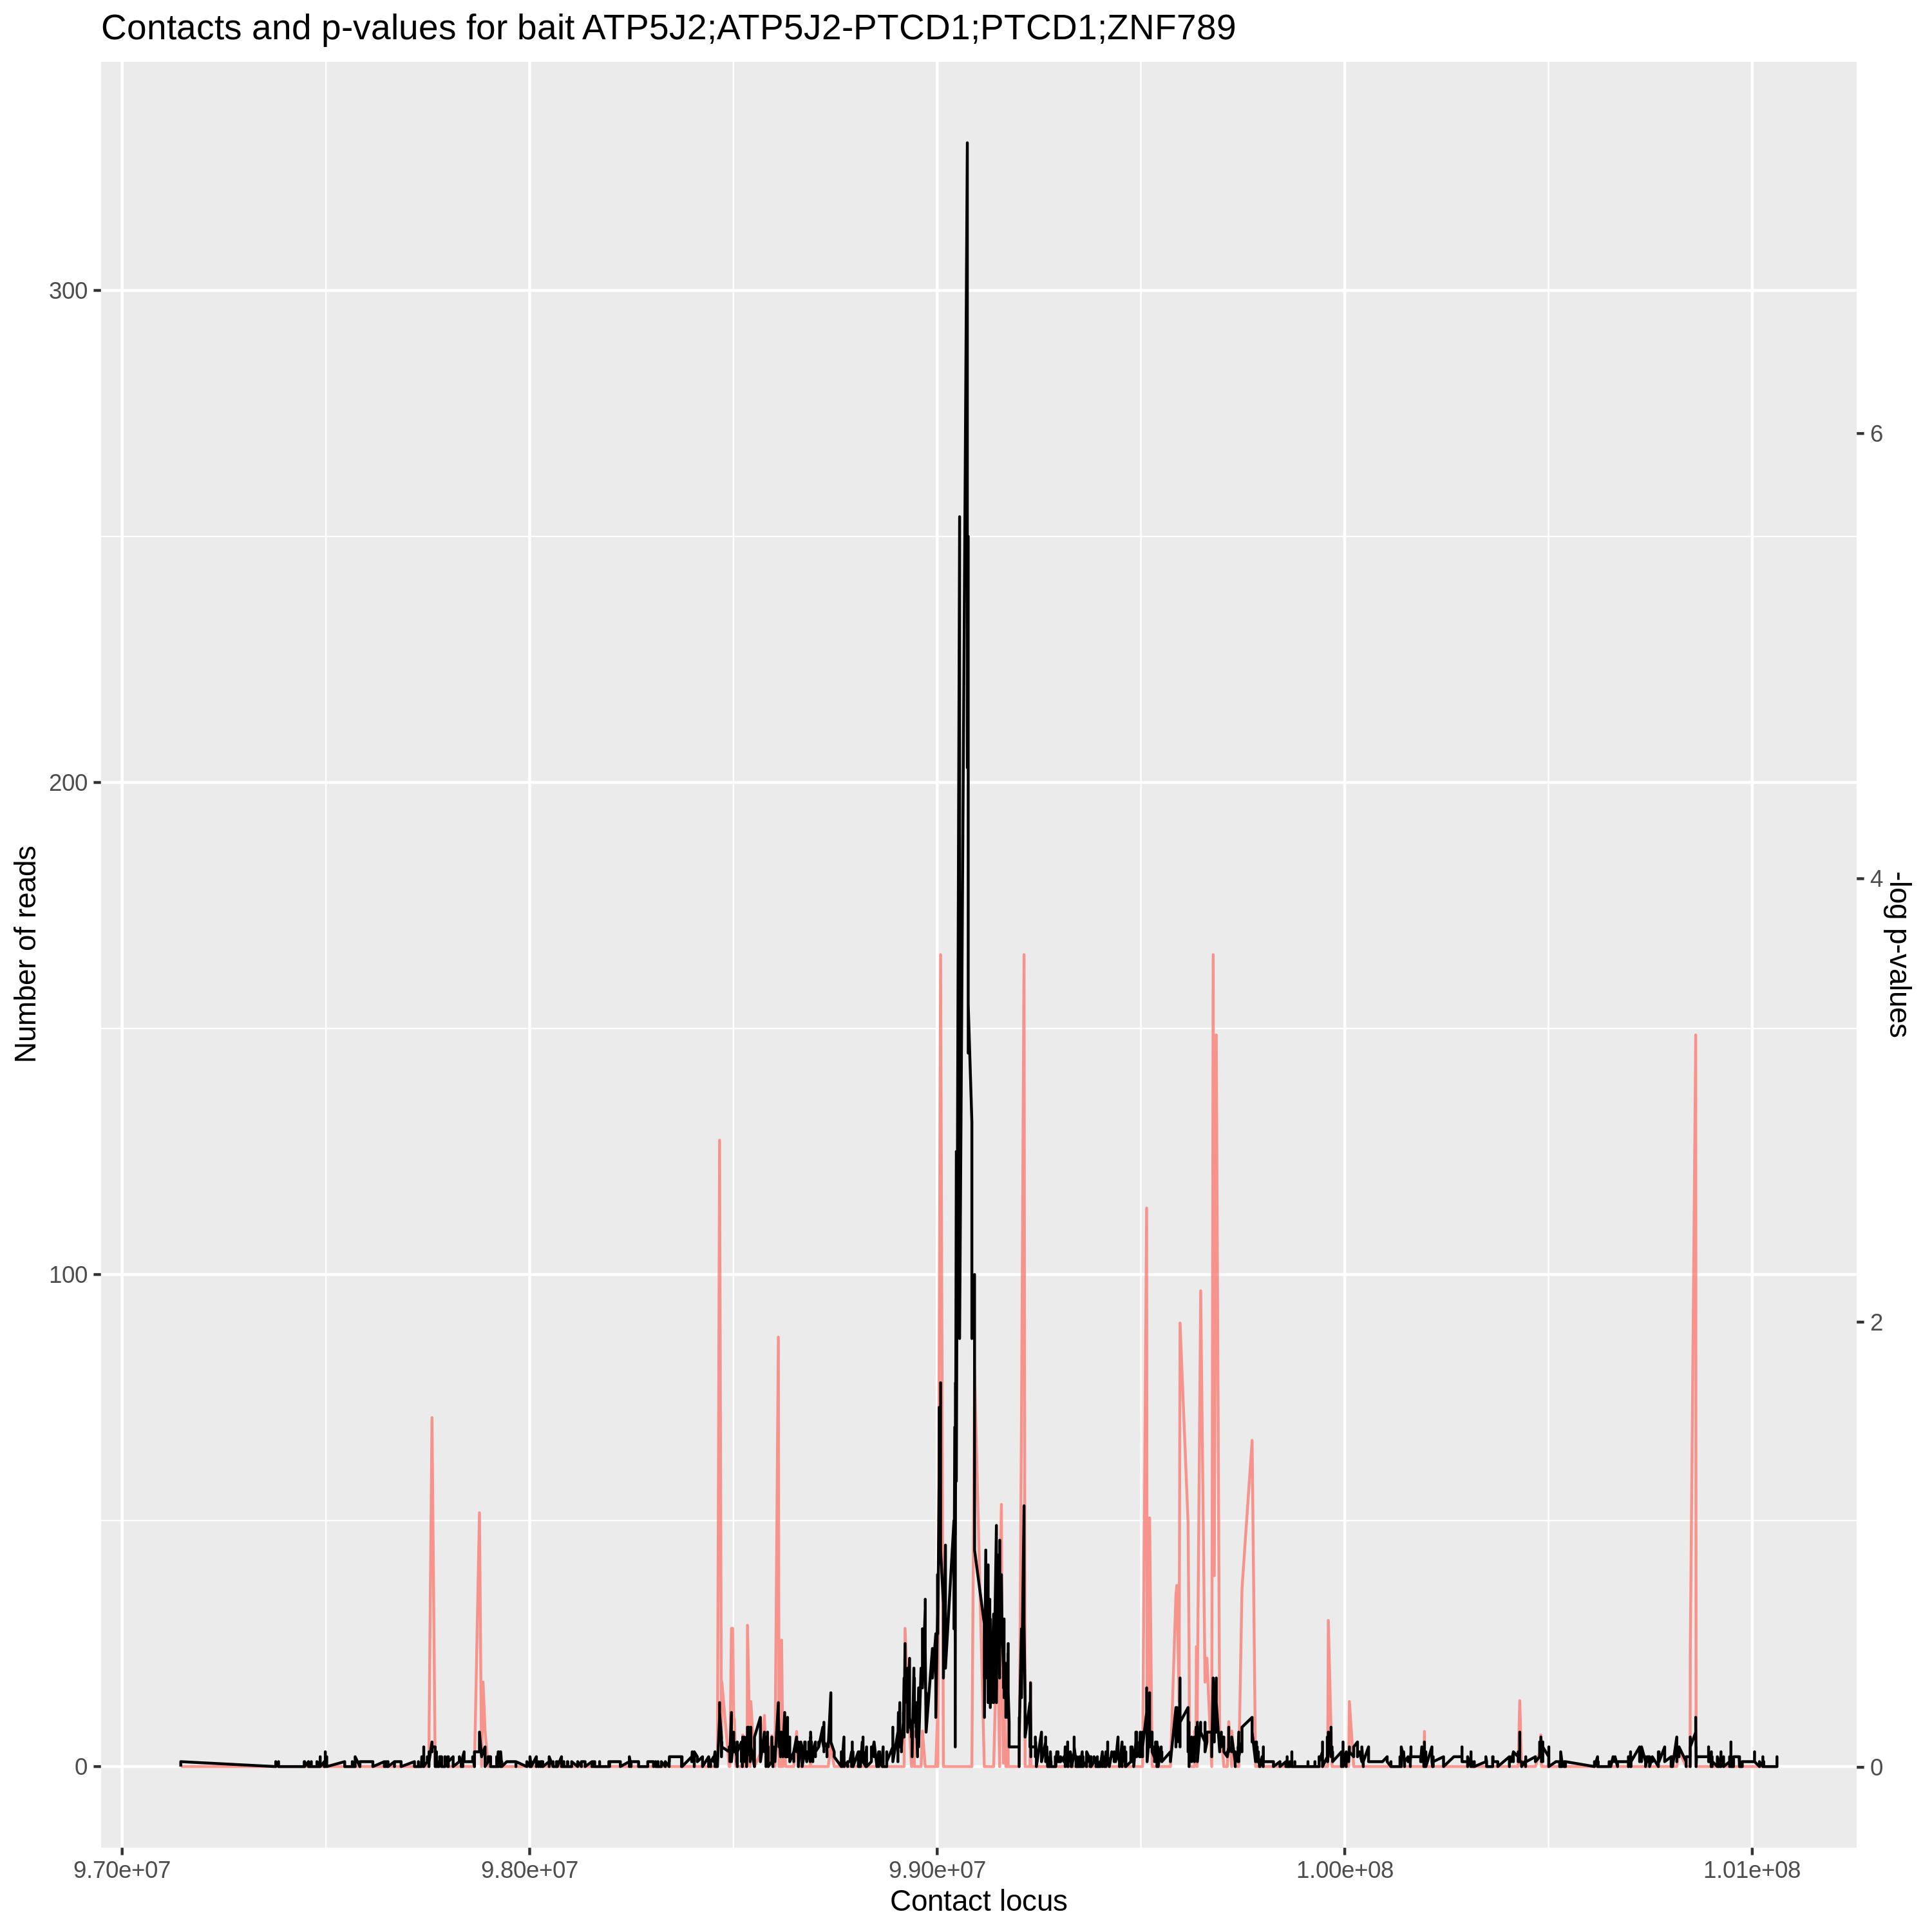 Contacts and p-values for bait ATP5J2;ATP5J2-PTCD1;PTCD1;ZNF789
Number of reads
300
200
100
0
6
4
2
0
-log p-values
9.70e+07
9.80e+07
9.90e+07
1.00e+08
1.01e+08
Contact locus